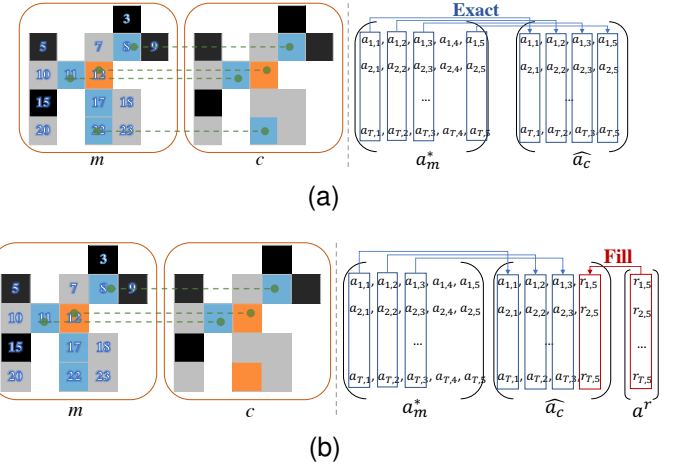 Exact
3
5 7 8 9
10 11 12
15 17 18
20 22 23
m
c
a1,1, a1,2, a1,3, a1,4, a1,5
a2,1, a2,2, a2,3, a2,4, a2,5
...
aT,1, aT,2, aT,3, aT,4, aT,5
a*m
a1,1, a1,2, a1,3, a1,5
a2,1, a2,2, a2,3, a2,5
...
aT,1, aT,2, aT,3, aT,5
âc
(a)
Fill
3
5 7 8 9
10 11 12
15 17 18
20 22 23
m
c
a1,1, a1,2, a1,3, a1,4, a1,5
a2,1, a2,2, a2,3, a2,4, a2,5
...
aT,1, aT,2, aT,3, aT,4, aT,5
a*m
a1,1, a1,2, a1,3, r1,5
a2,1, a2,2, a2,3, r2,5
...
aT,1, aT,2, aT,3, rT,5
âc
r1,5
r2,5
...
rT,5
aʳ
(b)